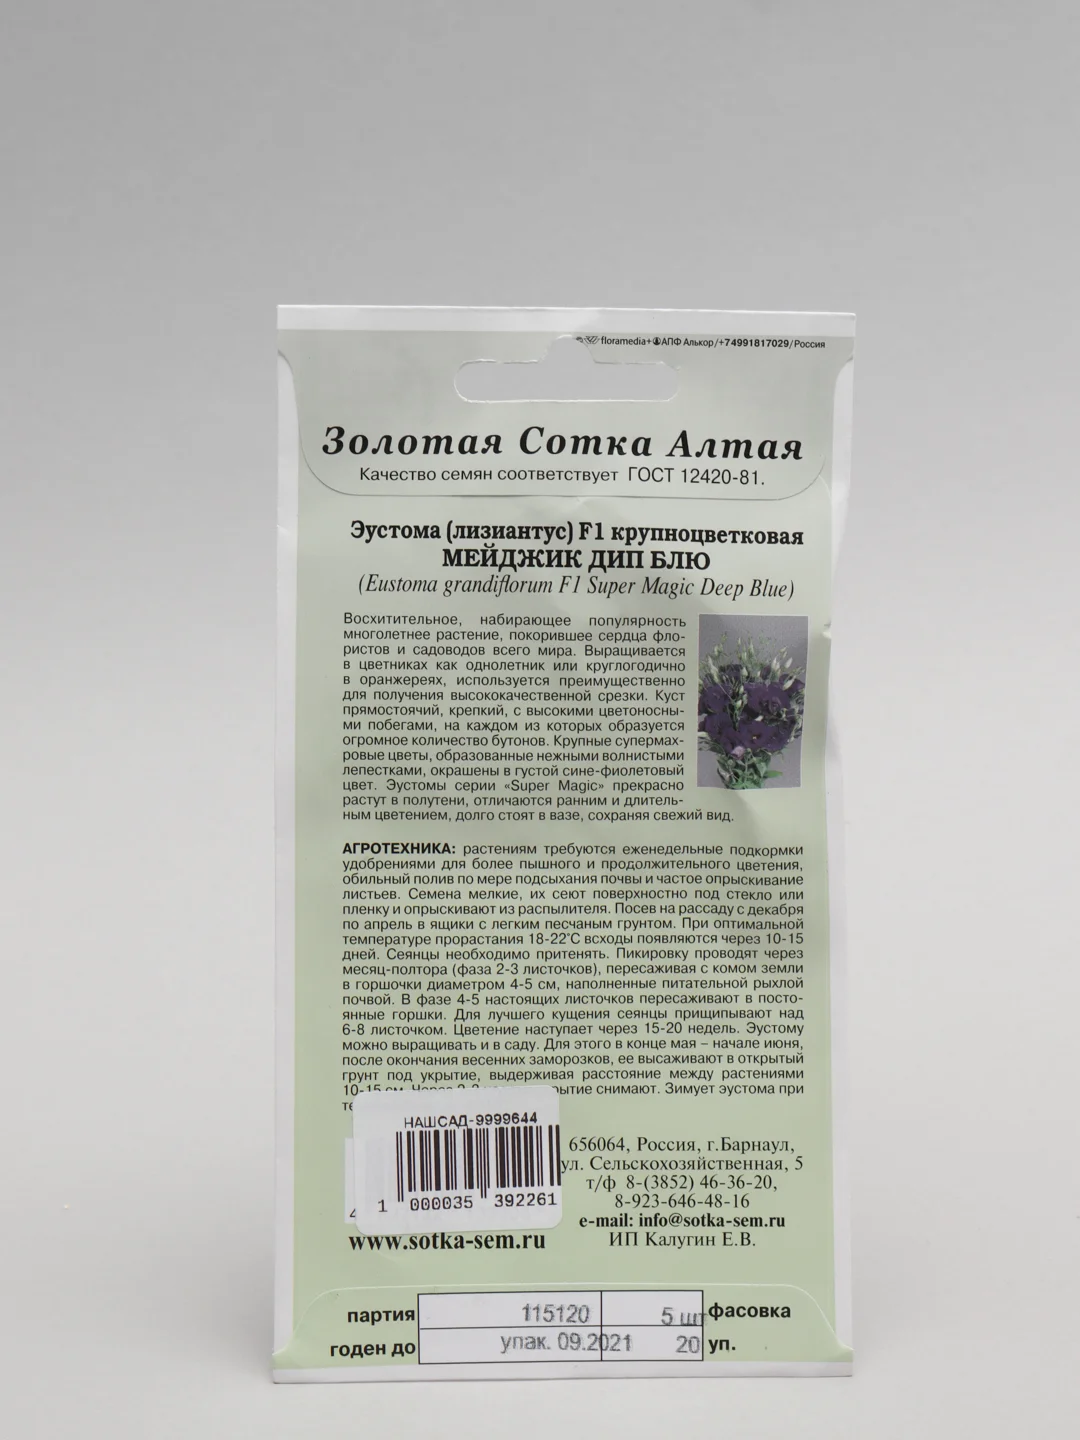 floramedia+ АПФ Алькор/+74991817029/Россия
Золотая Сотка Алтая
Качество семян соответствует ГОСТ 12420-81.
Эустома (лизиантус) F1 крупноцветковая
МЕЙДЖИК ДИП БЛЮ
(Eustoma grandiflorum F1 Super Magic Deep Blue)
Восхитительное, набирающее популярность
многолетнее растение, покорившее сердца фло-
ристов и садоводов всего мира. Выращивается
в цветниках как однолетник или круглогодично
в оранжереях, используется преимущественно
для получения высококачественной срезки. Куст
прямостоячий, крепкий, с высокими цветоносны-
ми побегами, на каждом из которых образуется
огромное количество бутонов. Крупные супермах-
ровые цветы, образованные нежными волнистыми
лепестками, окрашены в густой сине-фиолетовый
цвет. Эустомы серии «Super Magic» прекрасно
растут в полутени, отличаются ранним и длитель-
ным цветением, долго стоят в вазе, сохраняя свежий вид.
АГРОТЕХНИКА: растениям требуются еженедельные подкормки
удобрениями для более пышного и продолжительного цветения,
обильный полив по мере подсыхания почвы и частое опрыскивание
листьев. Семена мелкие, их сеют поверхностно под стекло или
пленку и опрыскивают из распылителя. Посев на рассаду с декабря
по апрель в ящики с легким песчаным грунтом. При оптимальной
температуре прорастания 18-22°С всходы появляются через 10-15
дней. Сеянцы необходимо притенять. Пикировку проводят через
месяц-полтора (фаза 2-3 листочков), пересаживая с комом земли
в горшочки диаметром 4-5 см, наполненные питательной рыхлой
почвой. В фазе 4-5 настоящих листочков пересаживают в посто-
янные горшки. Для лучшего кущения сеянцы прищипывают над
6-8 листочком. Цветение наступает через 15-20 недель. Эустому
можно выращивать и в саду. Для этого в конце мая – начале июня,
после окончания весенних заморозков, ее высаживают в открытый
грунт под укрытие, выдерживая расстояние между растениями
10-15 см. снимают. Зимует эустома при
НАШСАД-9999644
1 000035 392261
656064, Россия, г.Барнаул,
ул. Сельскохозяйственная, 5
т/ф 8-(3852) 46-36-20,
8-923-646-48-16
e-mail: info@sotka-sem.ru
ИП Калугин Е.В.
www.sotka-sem.ru
партия 115120 5 шт фасовка
годен до упак. 09.2021 20 уп.